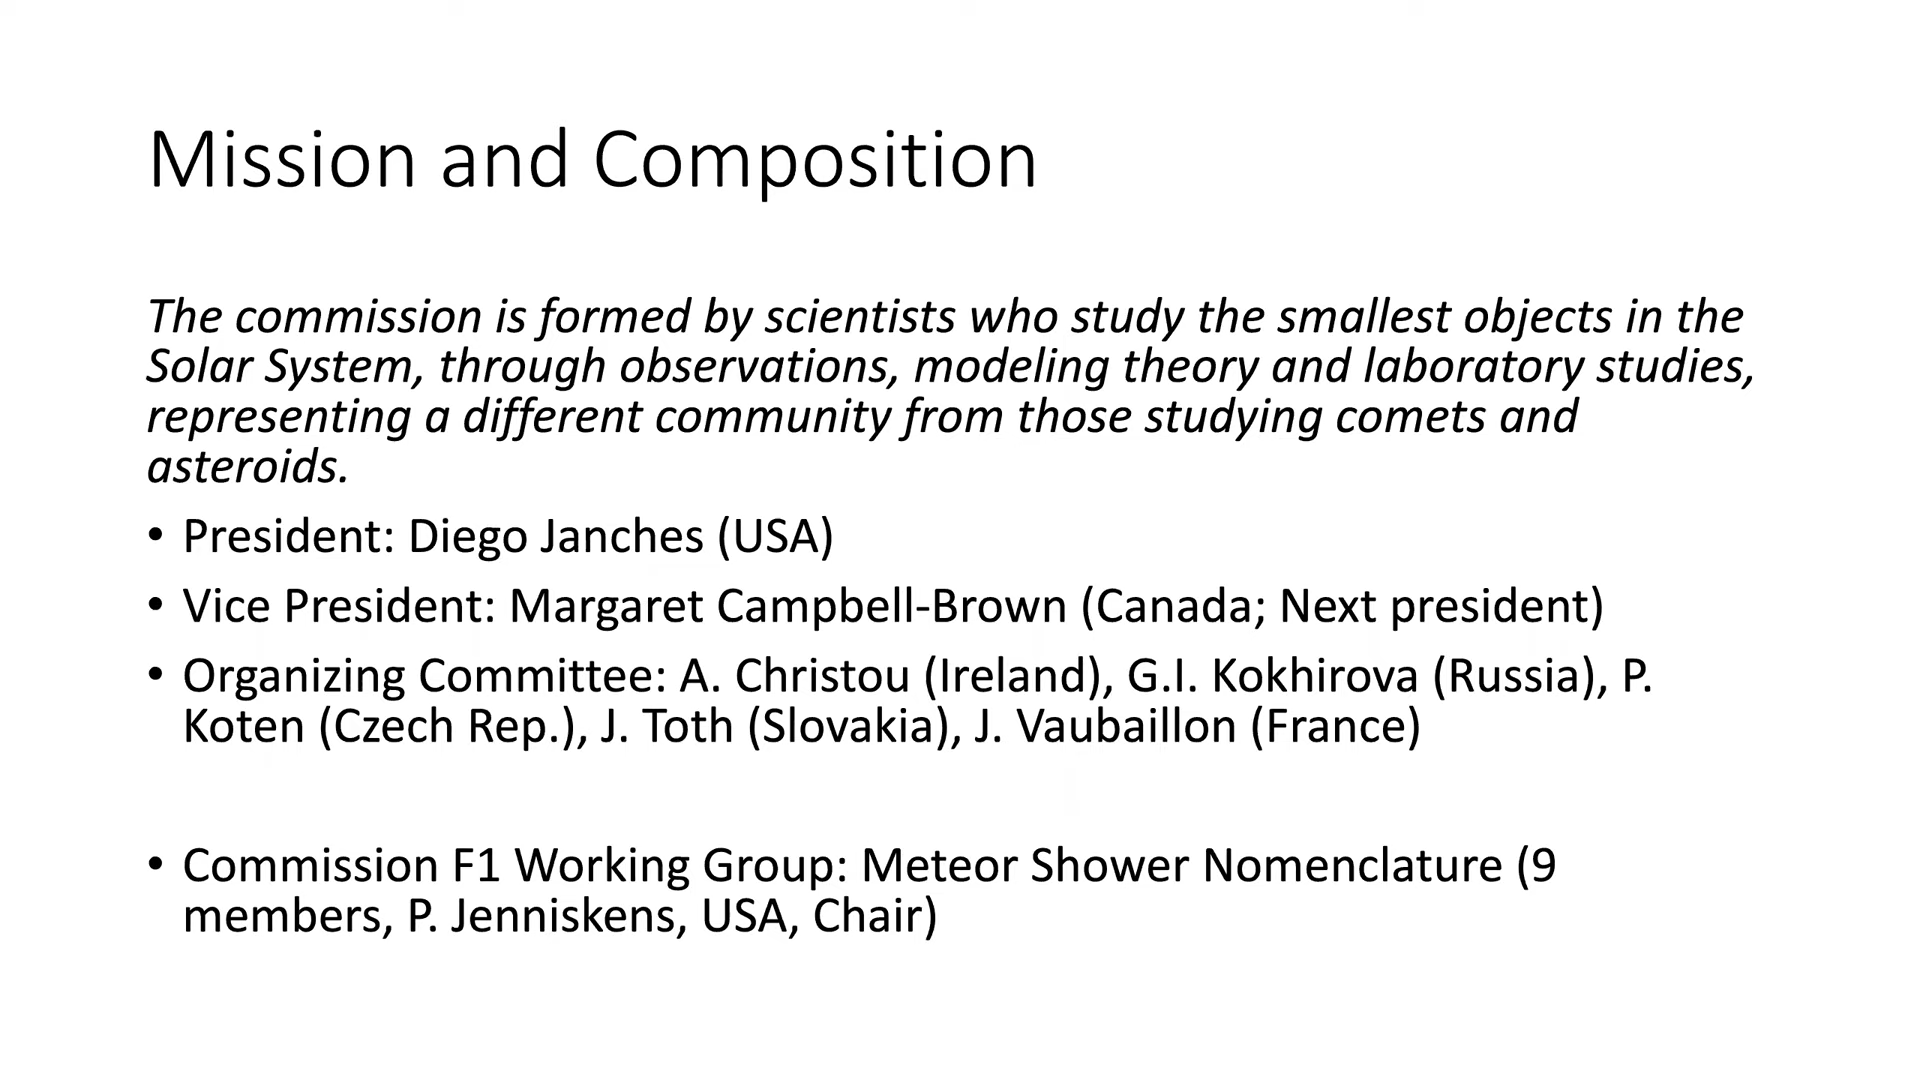 Mission and Composition
The commission is formed by scientists who study the smallest objects in the
Solar System, through observations, modeling theory and laboratory studies,
representing a different community from those studying comets and
asteroids.
• President: Diego Janches (USA)
• Vice President: Margaret Campbell-Brown (Canada; Next president)
• Organizing Committee: A. Christou (Ireland), G.I. Kokhirova (Russia), P.
Koten (Czech Rep.), J. Toth (Slovakia), J. Vaubaillon (France)
• Commission F1 Working Group: Meteor Shower Nomenclature (9
members, P. Jenniskens, USA, Chair)